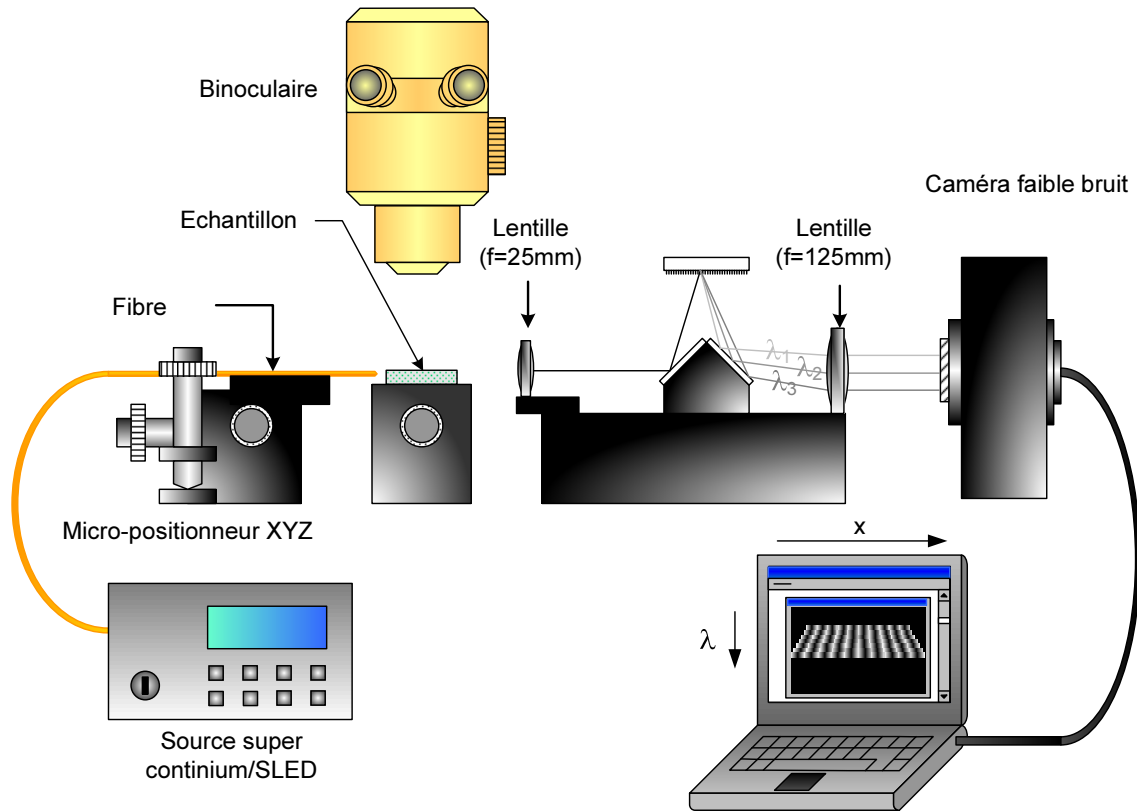 Binoculaire
Caméra faible bruit
Echantillon
Lentille
(f=25mm)
Lentille
(f=125mm)
Fibre
λ1
λ2
λ3
Micro-positionneur XYZ
x
λ
Source super
continium/SLED